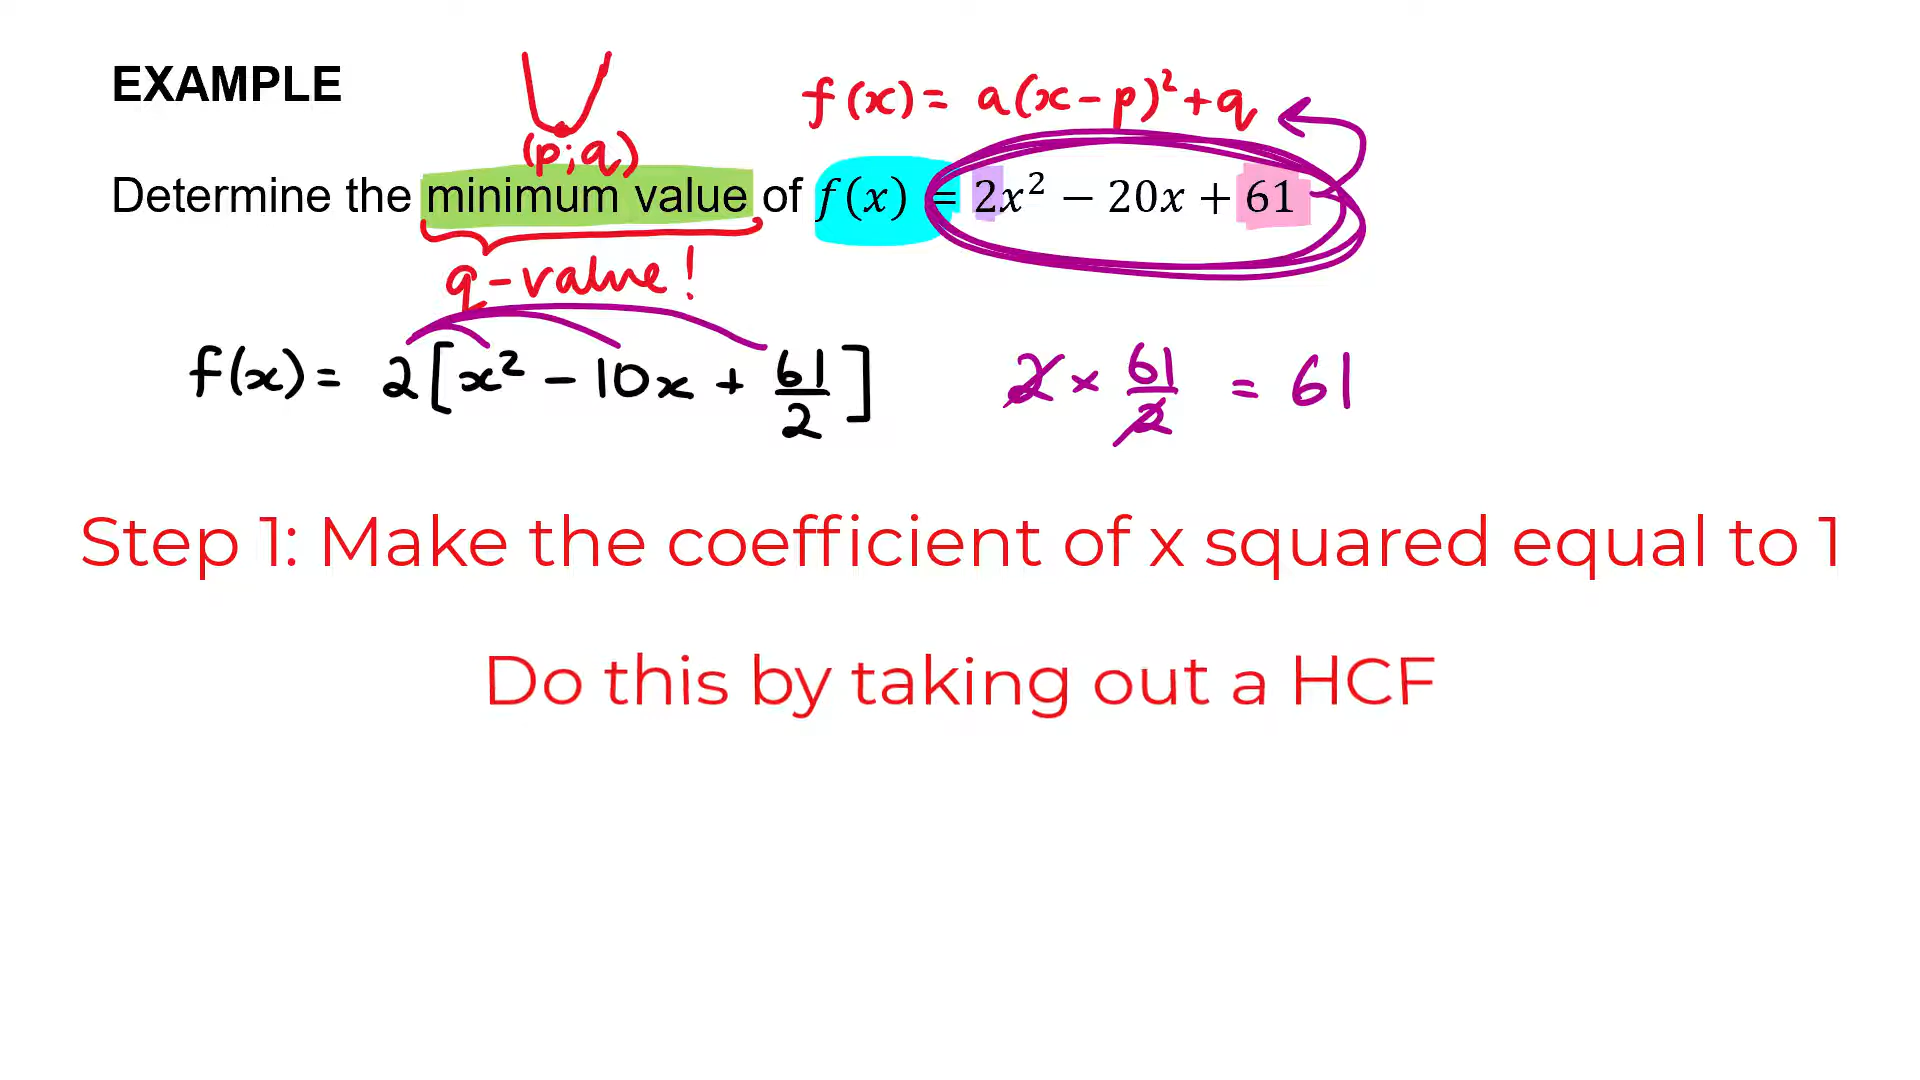 EXAMPLE
f(x) = a(x-p)²+q
(p;q)
Determine the minimum value of f(x) = 2x² − 20x + 61
q-value!
f(x) = 2[x² − 10x + 61/2]
2 × 61/2 = 61
Step 1: Make the coefficient of x squared equal to 1
Do this by taking out a HCF